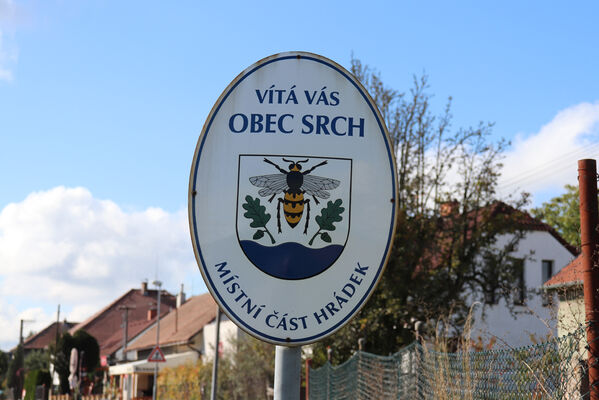 VÍTÁ VÁS
OBEC SRCH
MÍSTNÍ ČÁST HRÁDEK